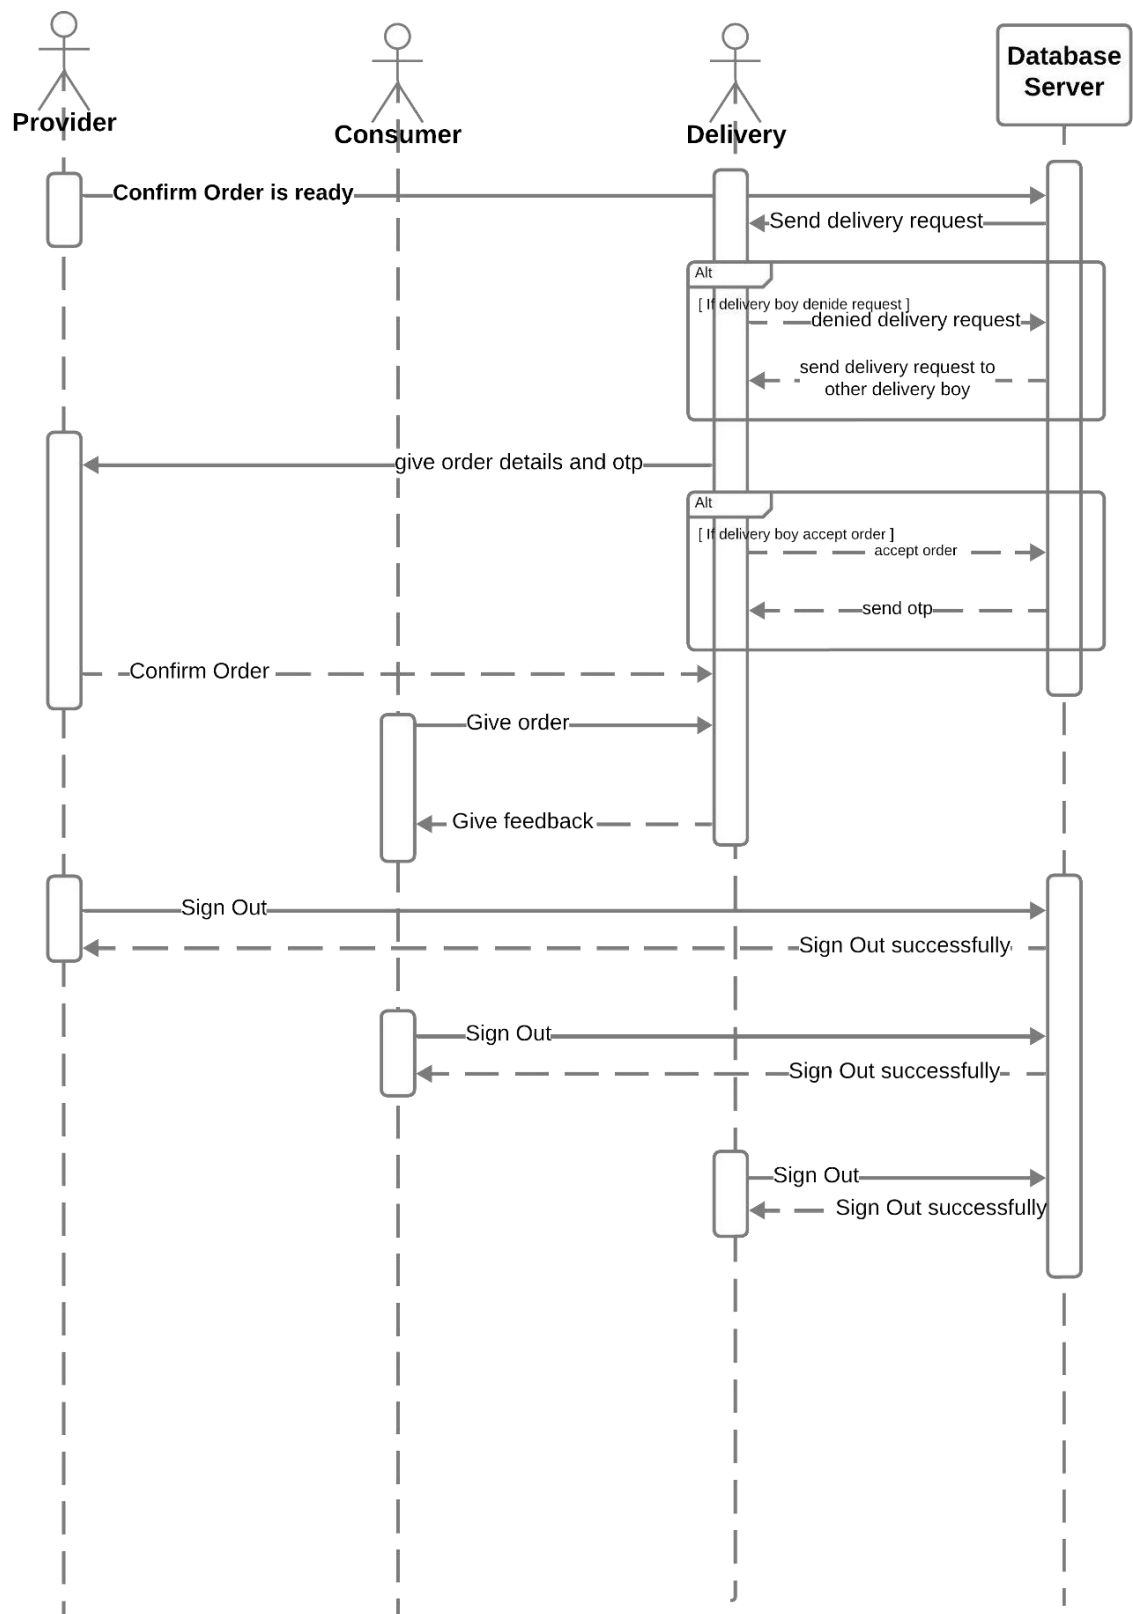 Provider
Consumer
Delivery
Database
Server
Confirm Order is ready
Send delivery request
Alt
[ If delivery boy denide request ]
denied delivery request
send delivery request to
other delivery boy
give order details and otp
Alt
[ If delivery boy accept order ]
accept order
send otp
Confirm Order
Give order
Give feedback
Sign Out
Sign Out successfully
Sign Out
Sign Out successfully
Sign Out
Sign Out successfully